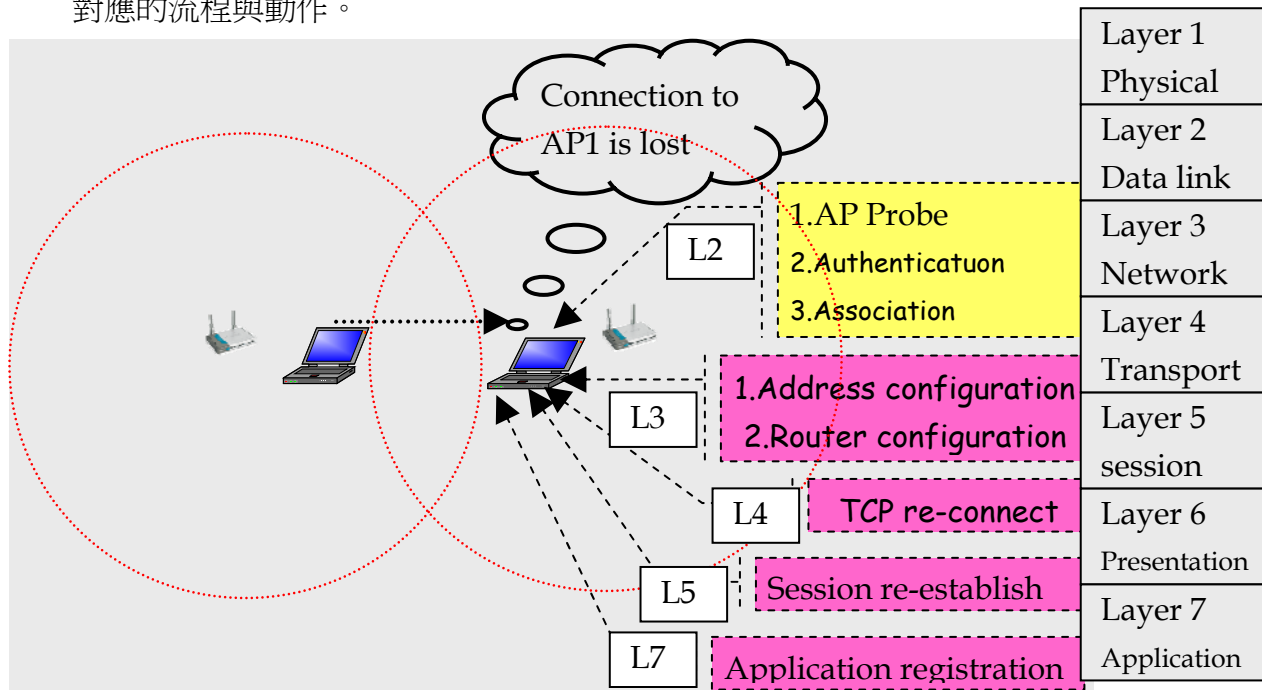 對應的流程與動作。
Connection to
AP1 is lost
L2
1.AP Probe
2.Authenticatuon
3.Association
L3
1.Address configuration
2.Router configuration
L4
TCP re-connect
L5
Session re-establish
L7
Application registration
Layer 1
Physical
Layer 2
Data link
Layer 3
Network
Layer 4
Transport
Layer 5
session
Layer 6
Presentation
Layer 7
Application